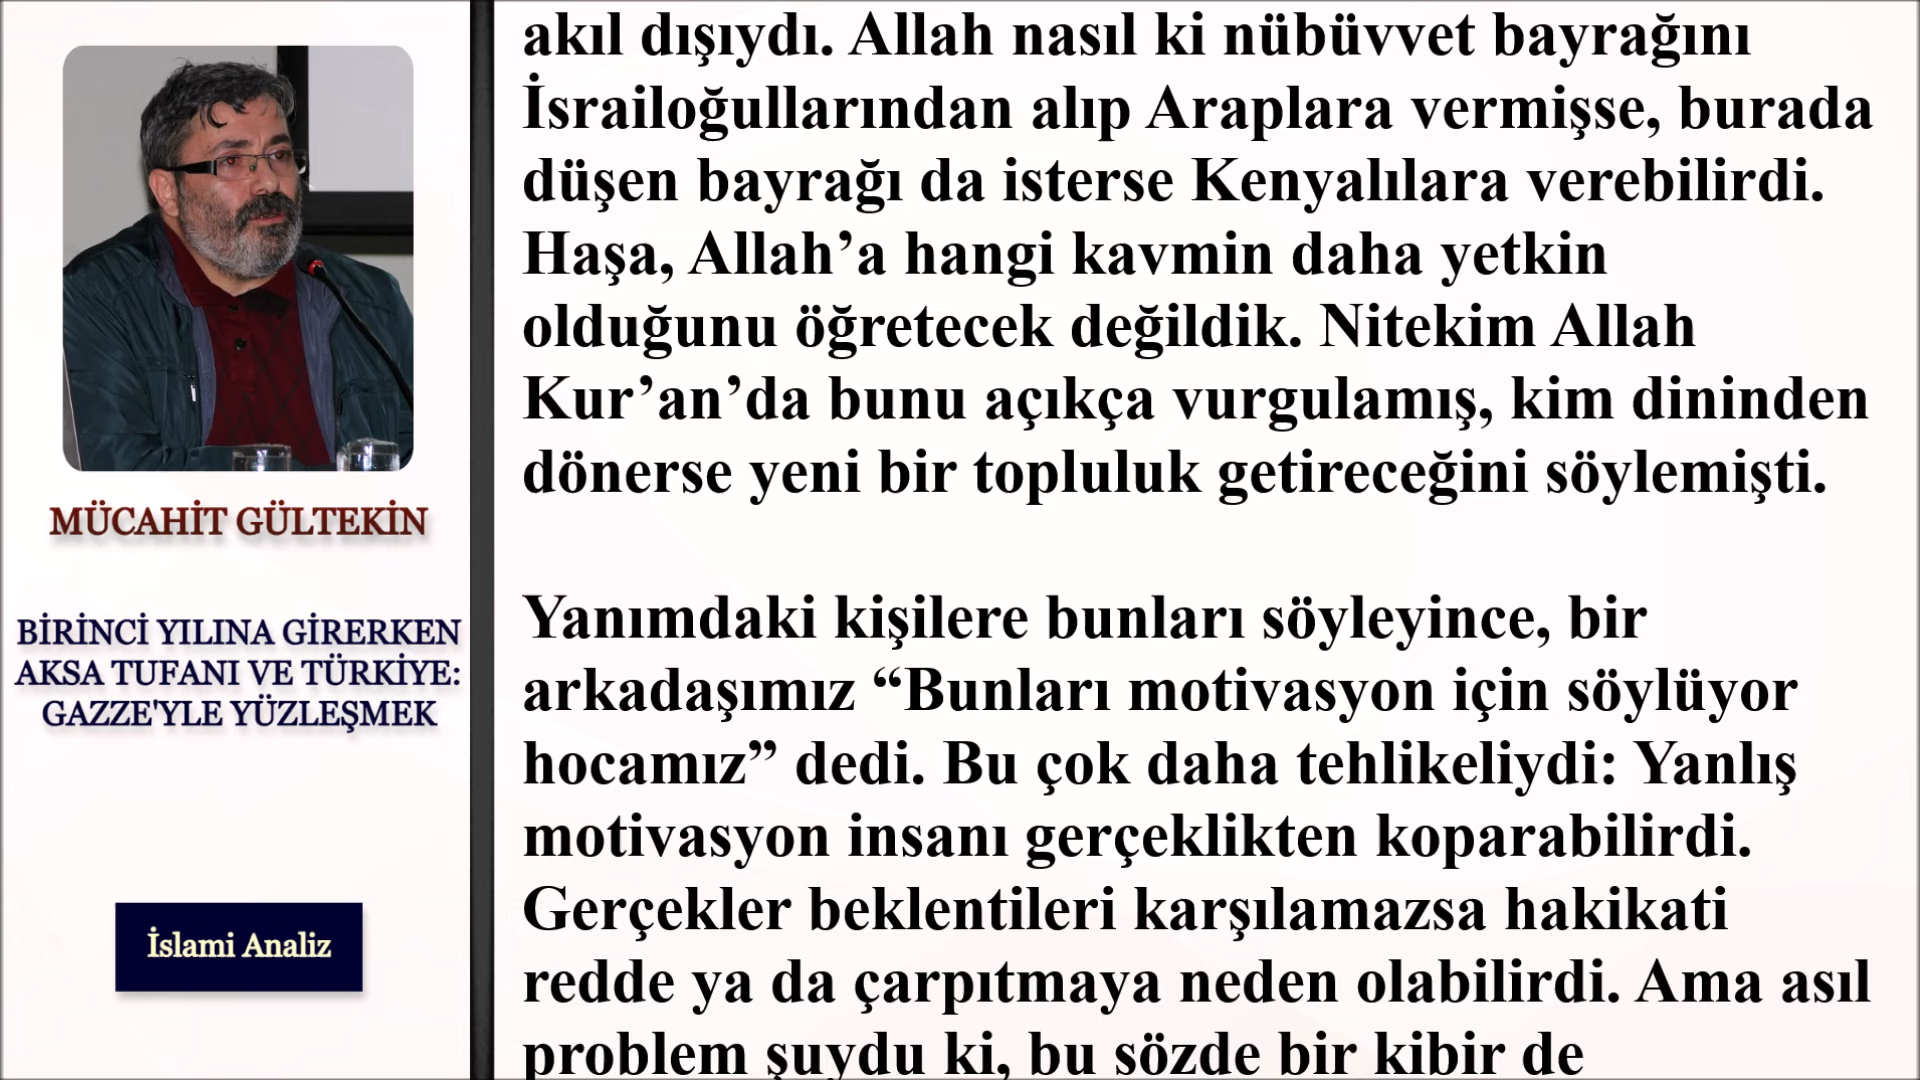 MÜCAHİT GÜLTEKİN
BİRİNCİ YILINA GİRERKEN
AKSA TUFANI VE TÜRKİYE:
GAZZE'YLE YÜZLEŞMEK
İslami Analiz
akıl dışıydı. Allah nasıl ki nübüvvet bayrağını
İsrailoğullarından alıp Araplara vermişse, burada
düşen bayrağı da isterse Kenyalılara verebilirdi.
Haşa, Allah’a hangi kavmin daha yetkin
olduğunu öğretecek değildik. Nitekim Allah
Kur’an’da bunu açıkça vurgulamış, kim dininden
dönerse yeni bir topluluk getireceğini söylemişti.
Yanımdaki kişilere bunları söyleyince, bir
arkadaşımız “Bunları motivasyon için söylüyor
hocamız” dedi. Bu çok daha tehlikeliydi: Yanlış
motivasyon insanı gerçeklikten koparabilirdi.
Gerçekler beklentileri karşılamazsa hakikati
redde ya da çarpıtmaya neden olabilirdi. Ama asıl
problem şuydu ki, bu sözde bir kibir de